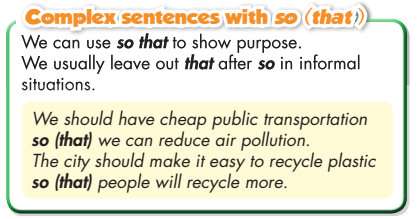 Complex sentences with so (that)
We can use so that to show purpose.
We usually leave out that after so in informal
situations.
We should have cheap public transportation
so (that) we can reduce air pollution.
The city should make it easy to recycle plastic
so (that) people will recycle more.